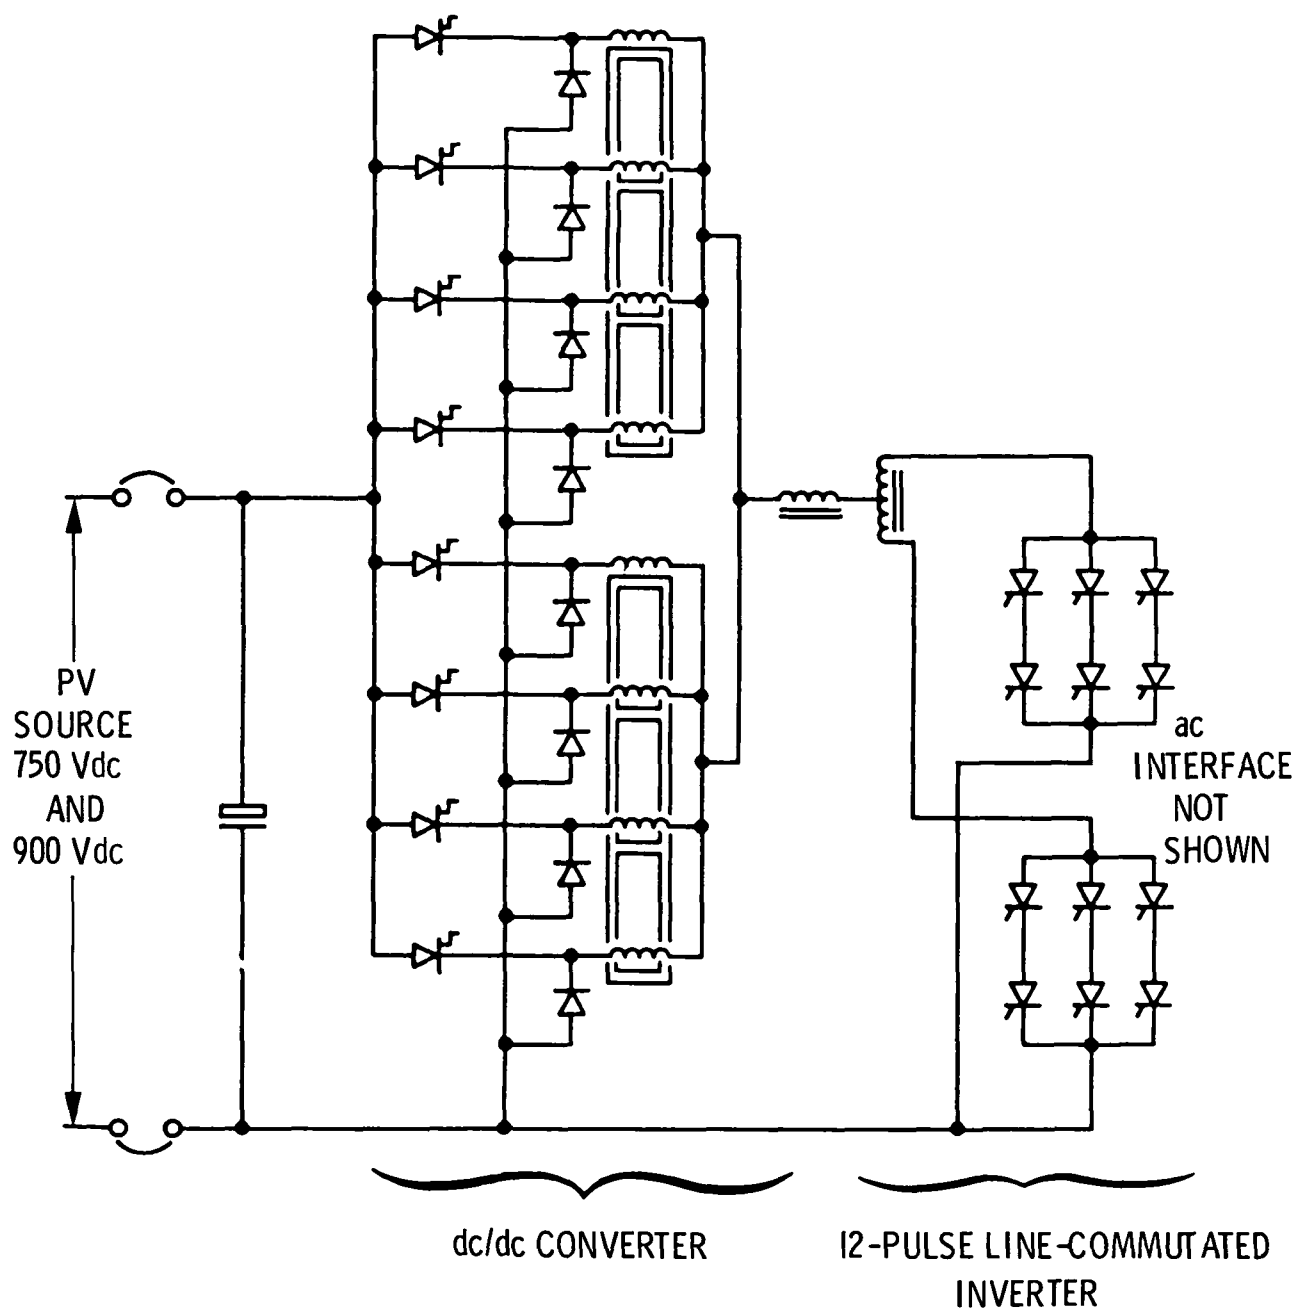 PV
SOURCE
750 Vdc
AND
900 Vdc
ac
INTERFACE
NOT
SHOWN
dc/dc CONVERTER
12-PULSE LINE-COMMUTATED
INVERTER